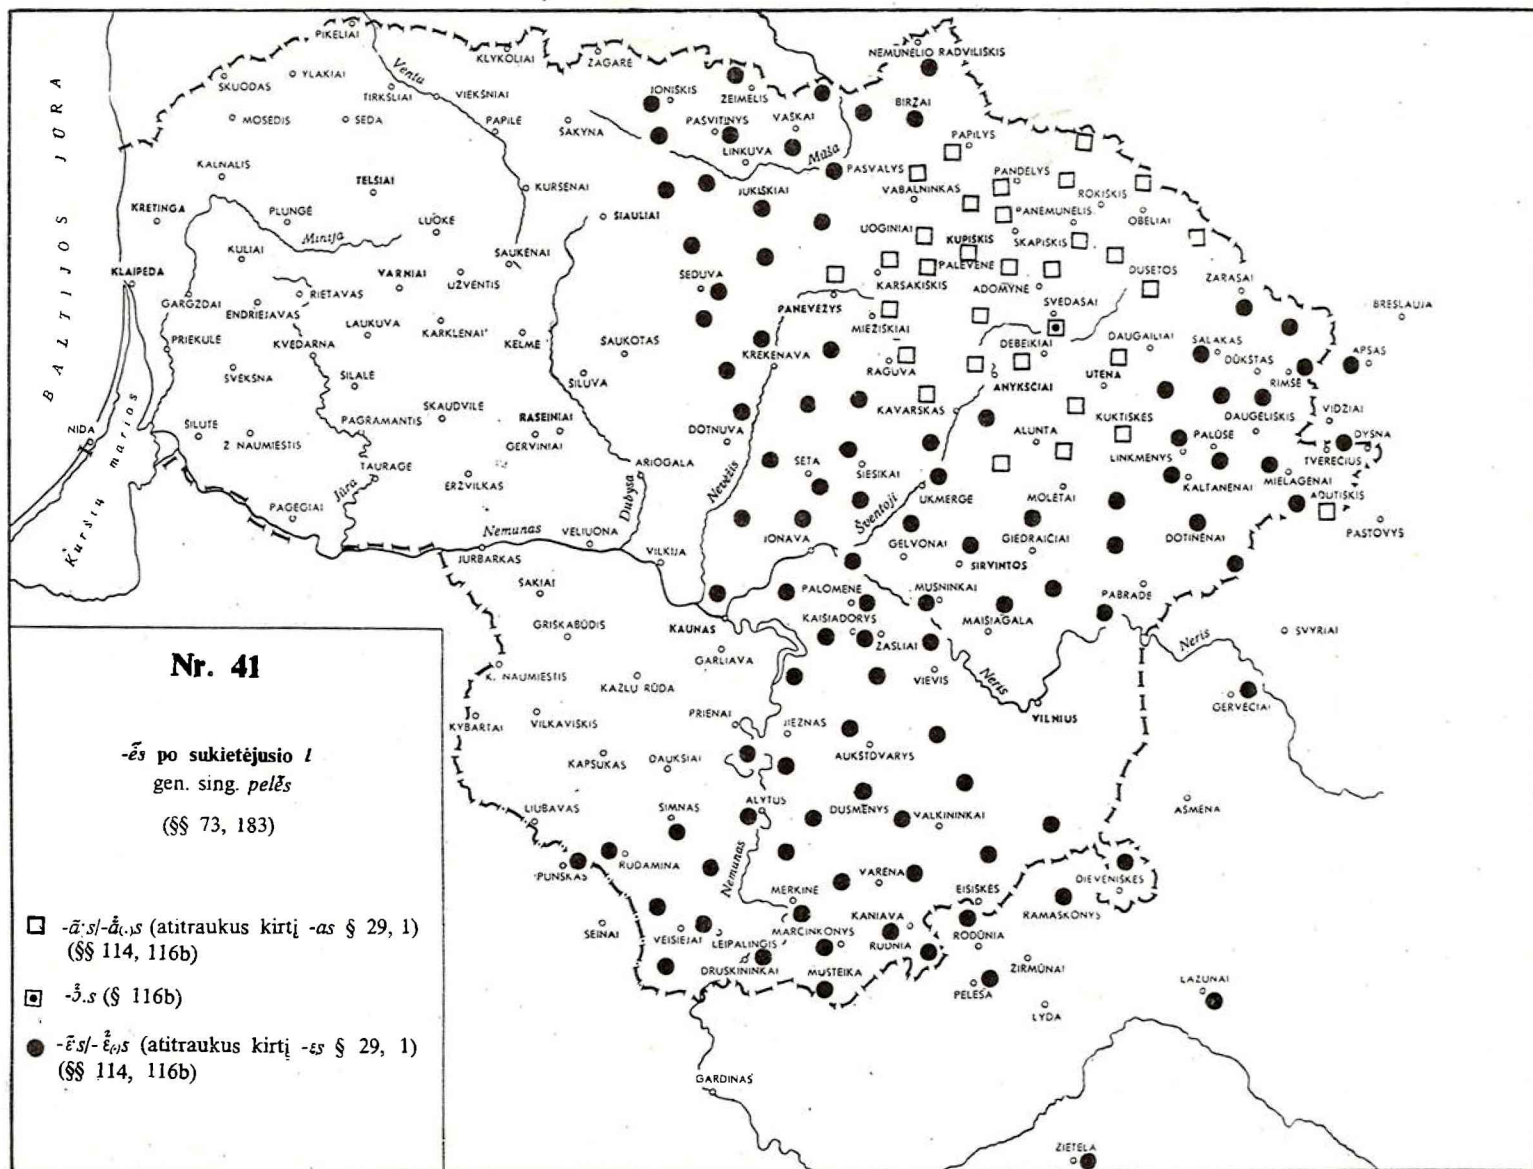 PIKELIAI
NEMUNELIO RADVILIŠKIS
KLYKOLIAI
ŽAGARĖ
YLAKIAI
SKUODAS
Venta
TIRKŠLIAI
VIEKŠNIAI
JONIŠKIS
ŽEIMELIS
BIRŽAI
MOSĖDIS
SEDA
PAPILĖ
ŠAKYNA
PAŠVITINYS
VAŠKAI
PAPILYS
LINKUVA
Mūša
PASVALYS
BALTIJOS JŪRA
KALNALIS
TELŠIAI
KURŠĖNAI
JUKIŠKIAI
VABALNINKAS
PANDĖLYS
ROKIŠKIS
KRETINGA
PLUNGĖ
LUOKĖ
ŠIAULIAI
PANEMUNĖLIS
OBELIAI
Minija
UOGINIAI
KUPIŠKIS
SKAPIŠKIS
KULIAI
ŠAUKĖNAI
PALĖVENĖ
KLAIPĖDA
VARNIAI
UŽVENTIS
ŠEDUVA
KARSAKIŠKIS
ADOMYNĖ
DUSETOS
ZARASAI
GARGŽDAI
RIETAVAS
ENDRIEJAVAS
PANEVĖŽYS
SVĖDASAI
BRĖSLAUJA
LAUKUVA
KARKLĖNAI
MIEŽIŠKIAI
PRIEKULĖ
KVĖDARNA
KELMĖ
ŠAUKOTAS
KREKENAVA
DEBEIKIAI
DAUGAILIAI
SALAKAS
DŪKŠTAS
APSAS
RAGUVA
ŠVĖKŠNA
ŠILALĖ
ŠILUVA
ANYKŠČIAI
UTENA
RIMŠĖ
NIDA
Kuršių marios
ŠILUTĖ
Ž. NAUMIESTIS
PAGRAMANTIS
SKAUDVILĖ
RASEINIAI
GERVINIAI
DOTNUVA
KAVARSKAS
KUKTIŠKĖS
DAUGĖLIŠKIS
VIDŽIAI
ALUNTA
PALŪŠĖ
DYSNA
TAURAGĖ
ARIOGALA
ŠĖTA
SIESIKAI
LINKMENYS
TVEREČIUS
Jūra
ERŽVILKAS
Dubysa
Nevėžis
Šventoji
UKMERGĖ
MOLĖTAI
KALTANĖNAI
MIELAGĖNAI
ADUTIŠKIS
PAGĖGIAI
Nemunas
VELIUONA
JONAVA
GELVONAI
GIEDRAIČIAI
DOTINĖNAI
PASTOVYS
JURBARKAS
VILKIJA
ŠIRVINTOS
ŠAKIAI
PALOMENĖ
MUSNINKAI
PABRADĖ
GRIŠKABŪDIS
KAUNAS
KAIŠIADORYS
MAIŠIAGALA
Neris
SVYRIAI
GARLIAVA
ŽASLIAI
K. NAUMIESTIS
KAZLŲ RŪDA
VIEVIS
Neris
KYBARTAI
VILKAVIŠKIS
PRIENAI
JIEZNAS
VILNIUS
GERVĖČIAI
KAPSUKAS
DAUKŠIAI
AUKŠTDVARYS
LIUBAVAS
SIMNAS
ALYTUS
DUSMENYS
VALKININKAI
AŠMENA
PUNSKAS
RUDAMINA
Nemunas
MERKINĖ
VARĖNA
EIŠIŠKĖS
DIEVENIŠKĖS
SEINAI
VEISIEJAI
LEIPALINGIS
MARCINKONYS
KANIAVA
RAMAŠKONYS
DRUSKININKAI
RŪDNIA
RODŪNIA
MUSTEIKA
ŽIRMŪNAI
PELESA
LYDA
LAZŪNAI
GARDINAS
ZIETELA
Nr. 41
-ė̃s po sukietėjusio l
gen. sing. pelė̃s
(§§ 73, 183)
-ã·s/-å̃(.)s (atitraukus kirtį -as § 29, 1)
(§§ 114, 116b)
-ɔ̃.s (§ 116b)
-ɛ̃·s/-ɛ̃(·)s (atitraukus kirtį -ɛs § 29, 1)
(§§ 114, 116b)